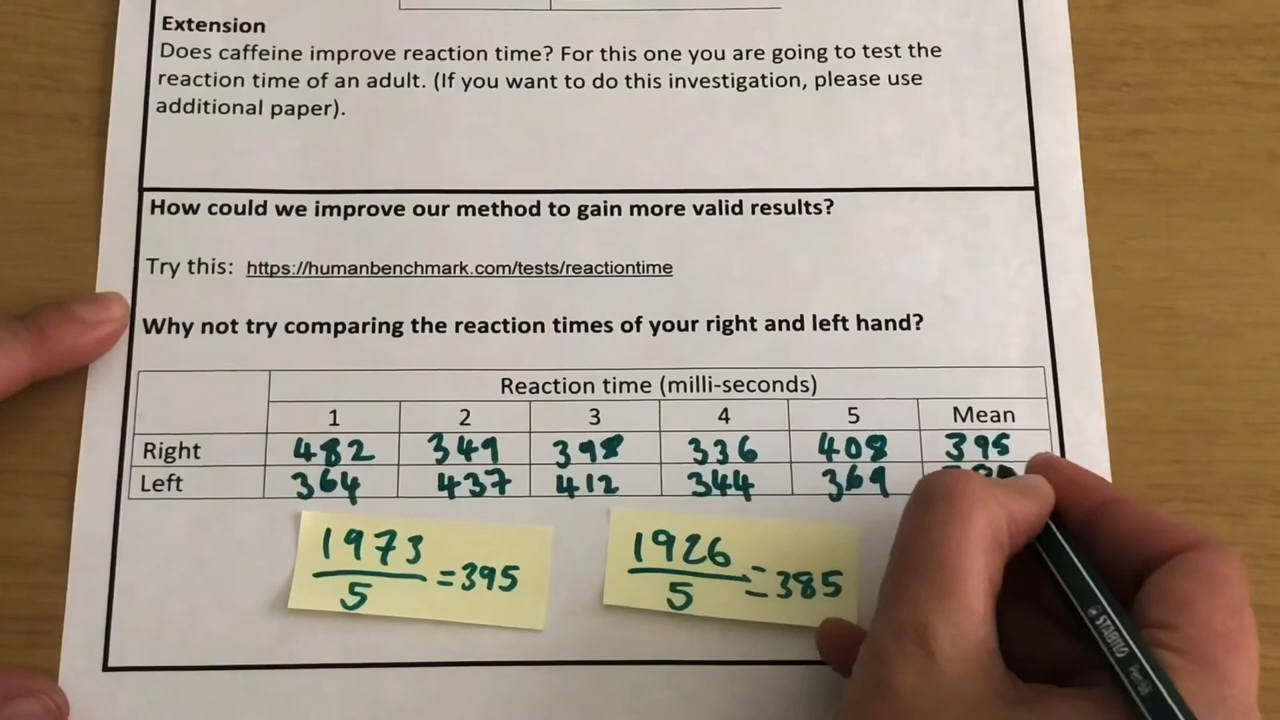 Extension
Does caffeine improve reaction time? For this one you are going to test the
reaction time of an adult. (If you want to do this investigation, please use
additional paper).
How could we improve our method to gain more valid results?
Try this: https://humanbenchmark.com/tests/reactiontime
Why not try comparing the reaction times of your right and left hand?
Reaction time (milli-seconds)
1 2 3 4 5 Mean
Right 482 349 398 336 408 395
Left 364 437 412 344 369
1973
5
=395
1926
5
=385
STABILO